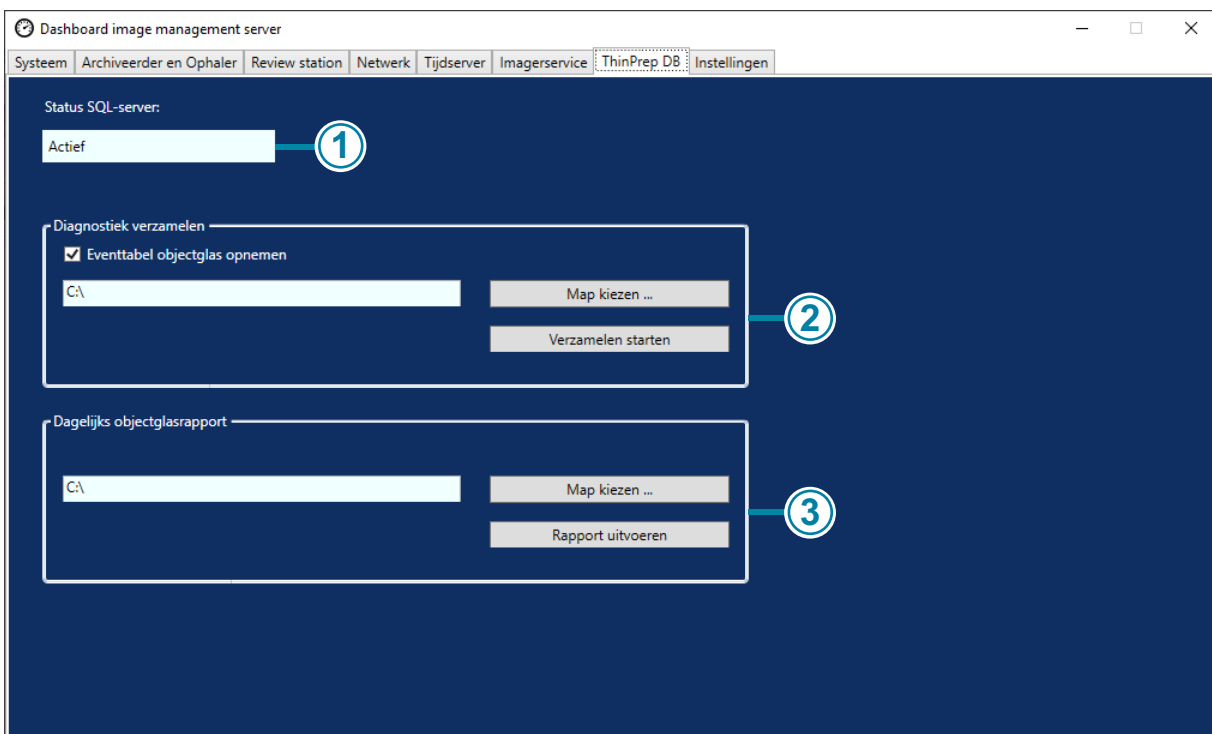 Dashboard image management server
Systeem Archiveerder en Ophaler Review station Netwerk Tijdserver Imagerservice ThinPrep DB Instellingen
Status SQL-server:
Actief
1
Diagnostiek verzamelen
Eventtabel objectglas opnemen
C:\ Map kiezen ...
2
Verzamelen starten
Dagelijks objectglasrapport
C:\ Map kiezen ...
3
Rapport uitvoeren